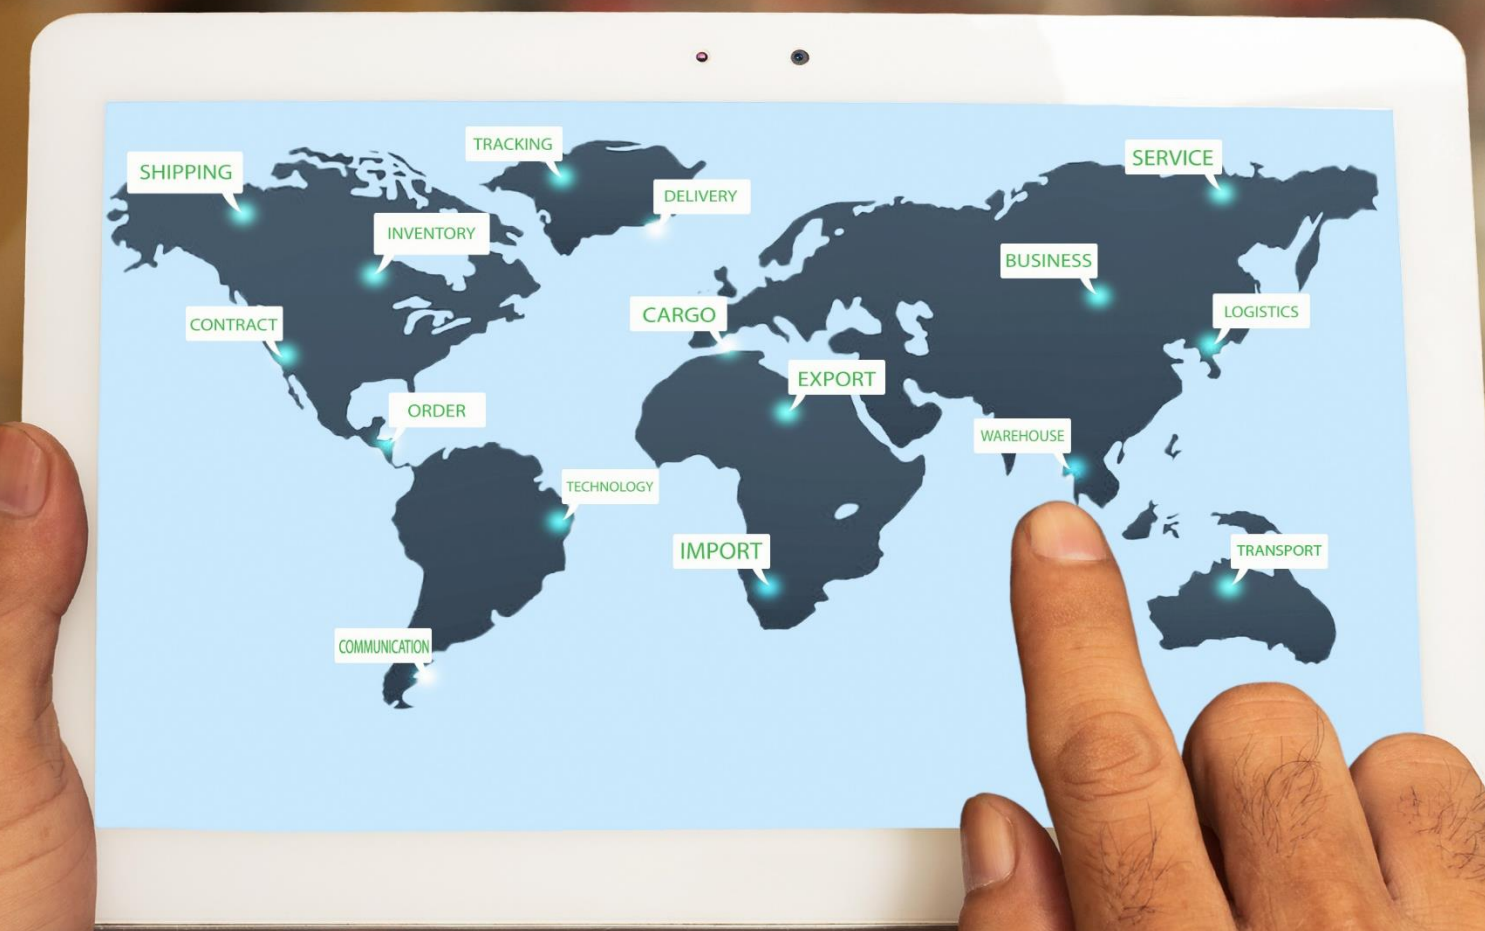 TRACKING
SERVICE
SHIPPING
DELIVERY
INVENTORY
BUSINESS
LOGISTICS
CARGO
CONTRACT
EXPORT
ORDER
WAREHOUSE
TECHNOLOGY
IMPORT
TRANSPORT
COMMUNICATION